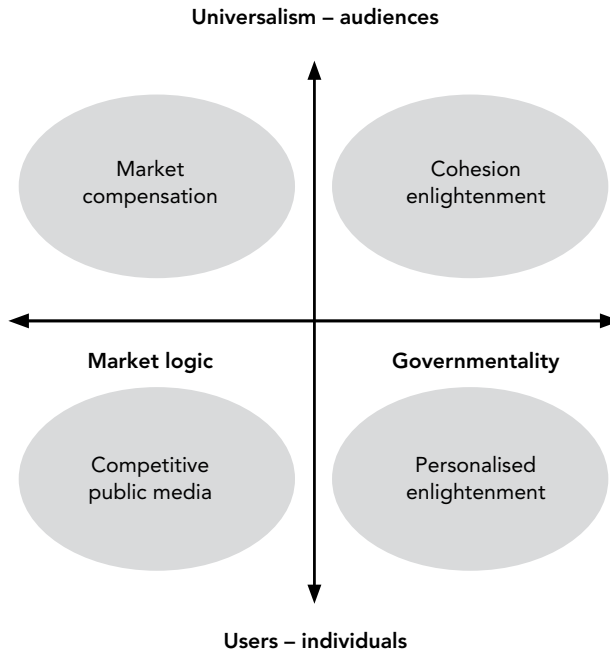 Universalism – audiences
Market
compensation
Cohesion
enlightenment
Market logic
Governmentality
Competitive
public media
Personalised
enlightenment
Users – individuals